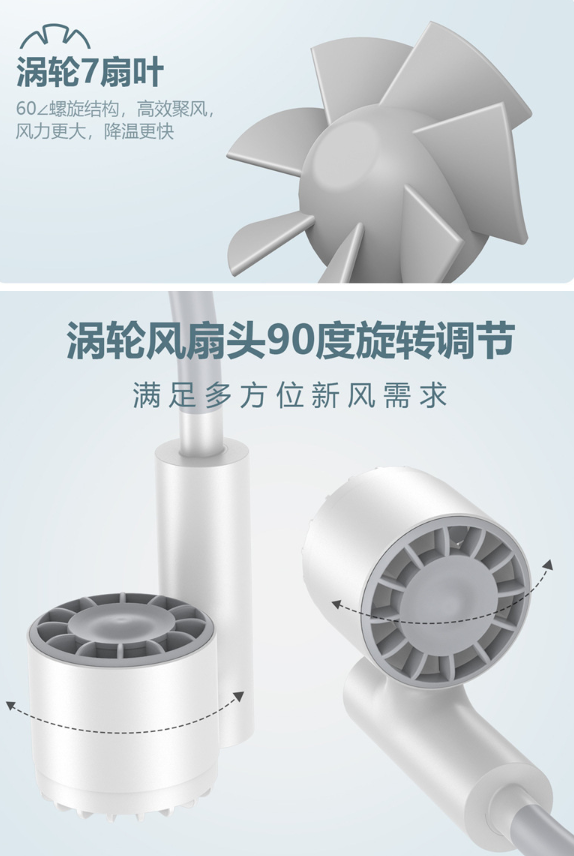 涡轮7扇叶
60∠螺旋结构，高效聚风，
风力更大，降温更快
涡轮风扇头90度旋转调节
满足多方位新风需求